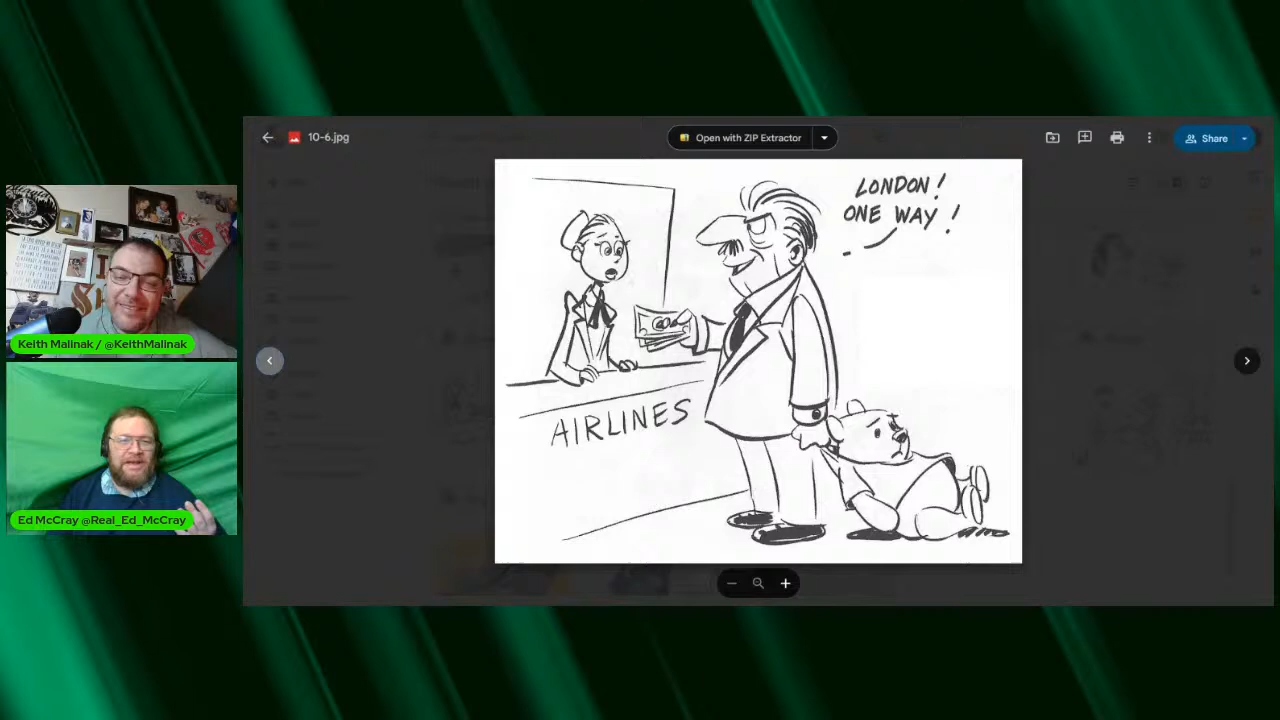 10-6.jpg
Open with ZIP Extractor
Share
LONDON!
ONE WAY!
AIRLINES
Keith Malinak / @KeithMalinak
Ed McCray @Real_Ed_McCray